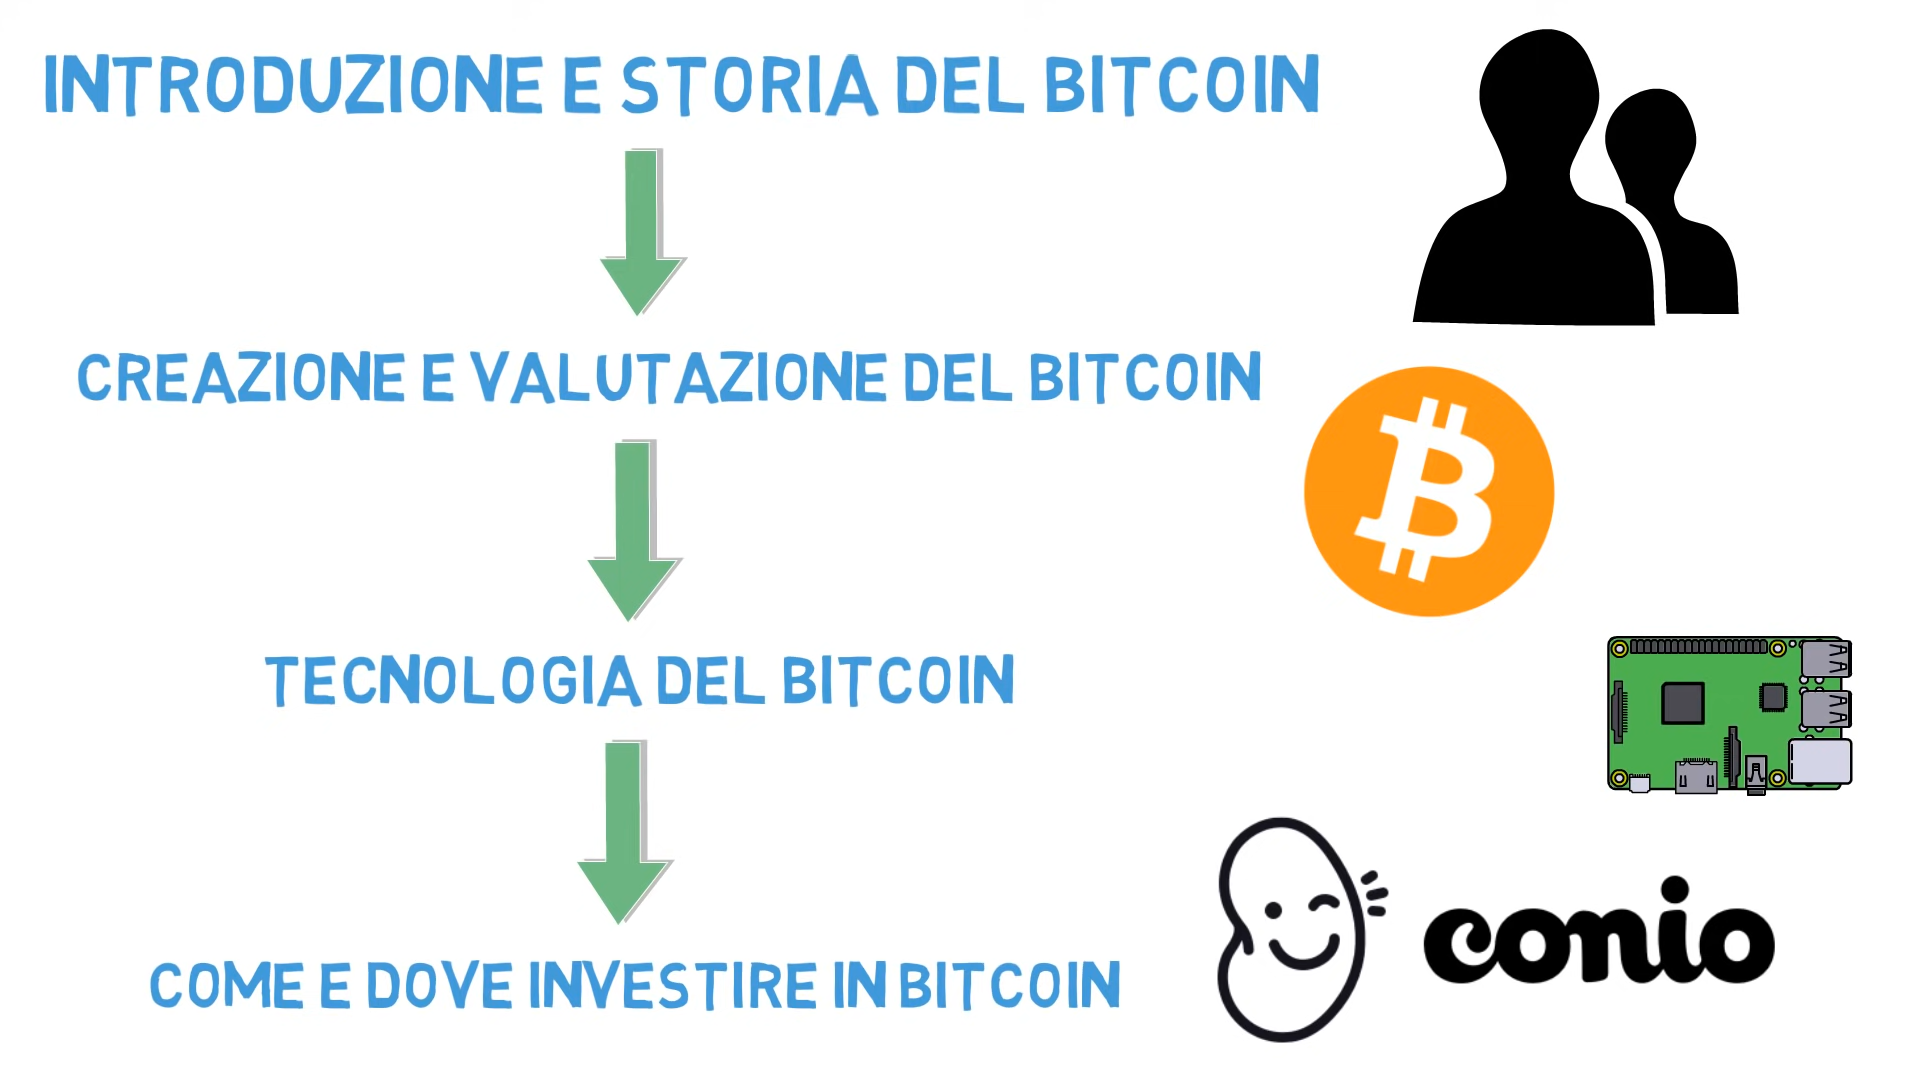 INTRODUZIONE E STORIA DEL BITCOIN
CREAZIONE E VALUTAZIONE DEL BITCOIN
TECNOLOGIA DEL BITCOIN
COME E DOVE INVESTIRE IN BITCOIN
conio